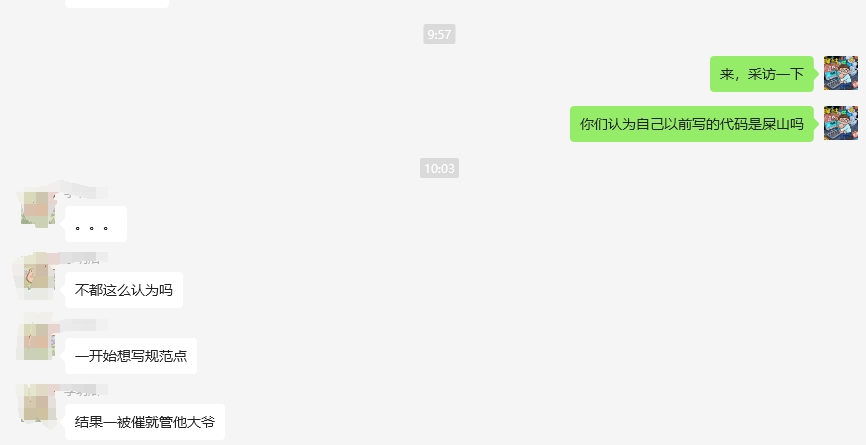 9:57
来，采访一下
你们认为自己以前写的代码是屎山吗
10:03
。。。
不都这么认为吗
一开始想写规范点
结果一被催就管他大爷